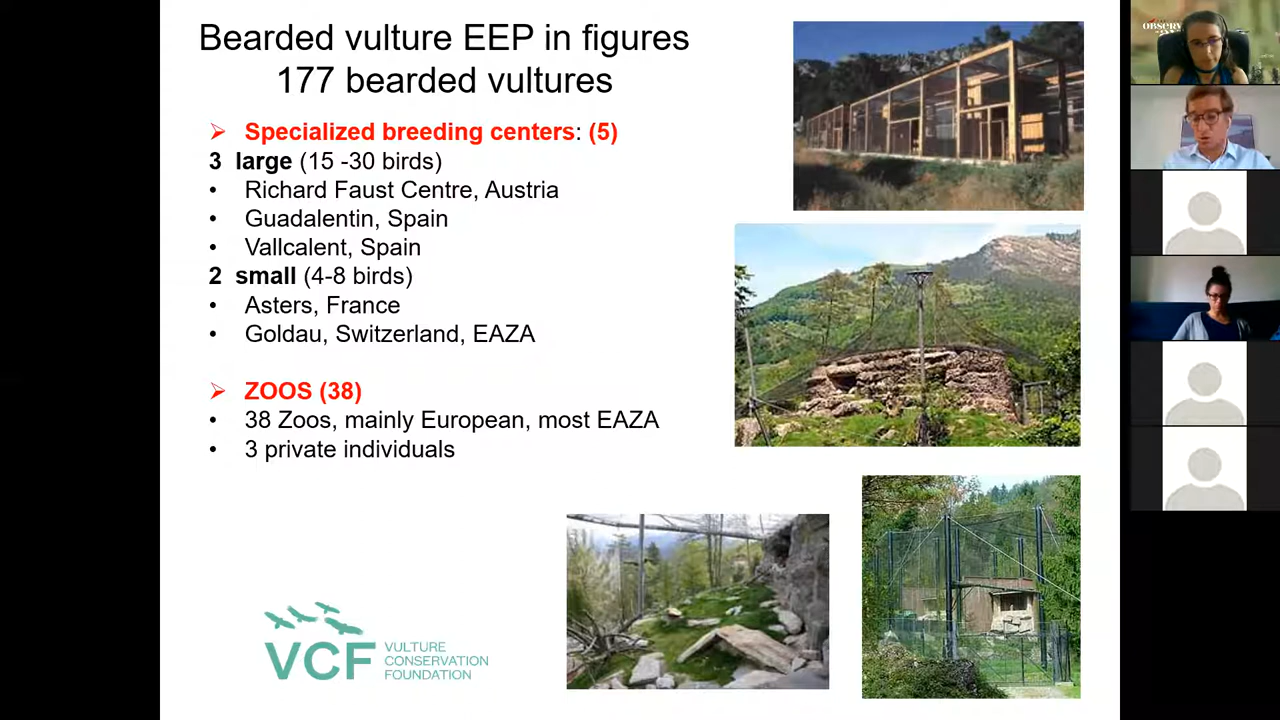 Bearded vulture EEP in figures
177 bearded vultures
➢ Specialized breeding centers: (5)
3 large (15 -30 birds)
• Richard Faust Centre, Austria
• Guadalentin, Spain
• Vallcalent, Spain
2 small (4-8 birds)
• Asters, France
• Goldau, Switzerland, EAZA
➢ ZOOS (38)
• 38 Zoos, mainly European, most EAZA
• 3 private individuals
VCF
VULTURE
CONSERVATION
FOUNDATION